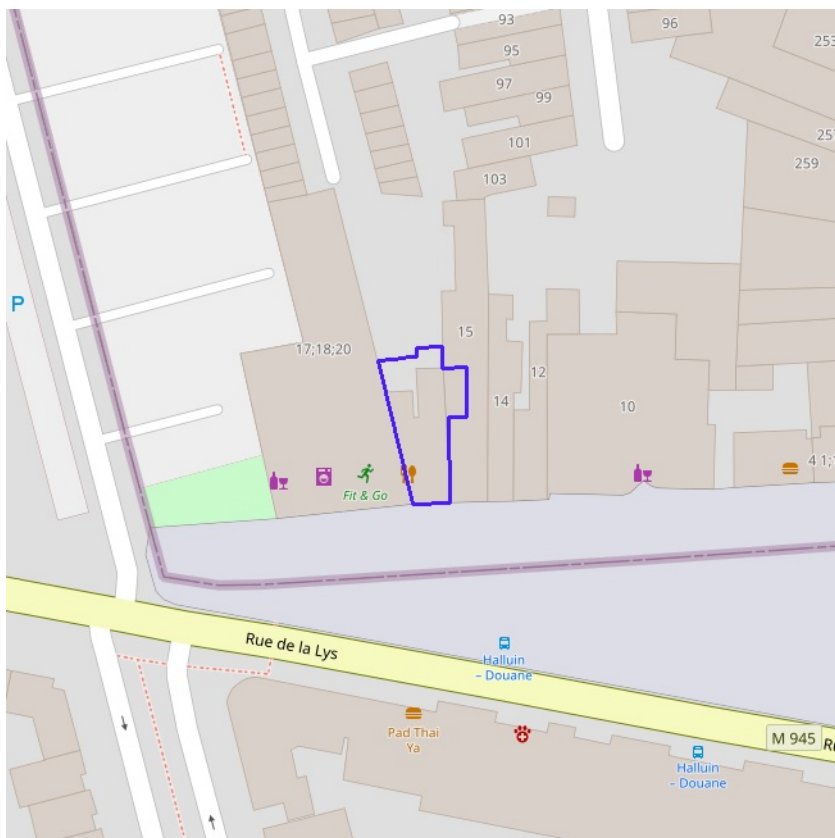 93
96
95
253
97
99
257
101
259
103
P
15
17;18;20
12
14
10
4
Fit & Go
Rue de la Lys
Halluin
– Douane
Pad Thai
Ya
M 945
Halluin
– Douane